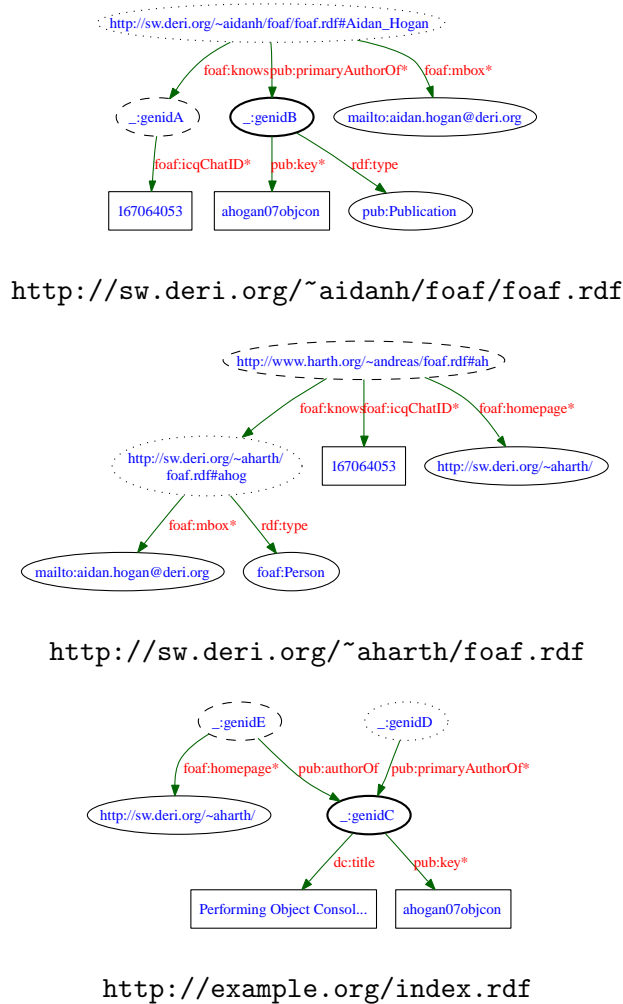 http://sw.deri.org/~aidanh/foaf/foaf.rdf#Aidan_Hogan
foaf:knows pub:primaryAuthorOf* foaf:mbox*
_:genidA _:genidB mailto:aidan.hogan@deri.org
foaf:icqChatID* pub:key* rdf:type
167064053 ahogan07objcon pub:Publication
http://sw.deri.org/~aidanh/foaf/foaf.rdf
http://www.harth.org/~andreas/foaf.rdf#ah
foaf:knows foaf:icqChatID* foaf:homepage*
http://sw.deri.org/~aharth/
foaf.rdf#ahog
167064053 http://sw.deri.org/~aharth/
foaf:mbox* rdf:type
mailto:aidan.hogan@deri.org foaf:Person
http://sw.deri.org/~aharth/foaf.rdf
_:genidE _:genidD
foaf:homepage* pub:authorOf pub:primaryAuthorOf*
http://sw.deri.org/~aharth/ _:genidC
dc:title pub:key*
Performing Object Consol... ahogan07objcon
http://example.org/index.rdf